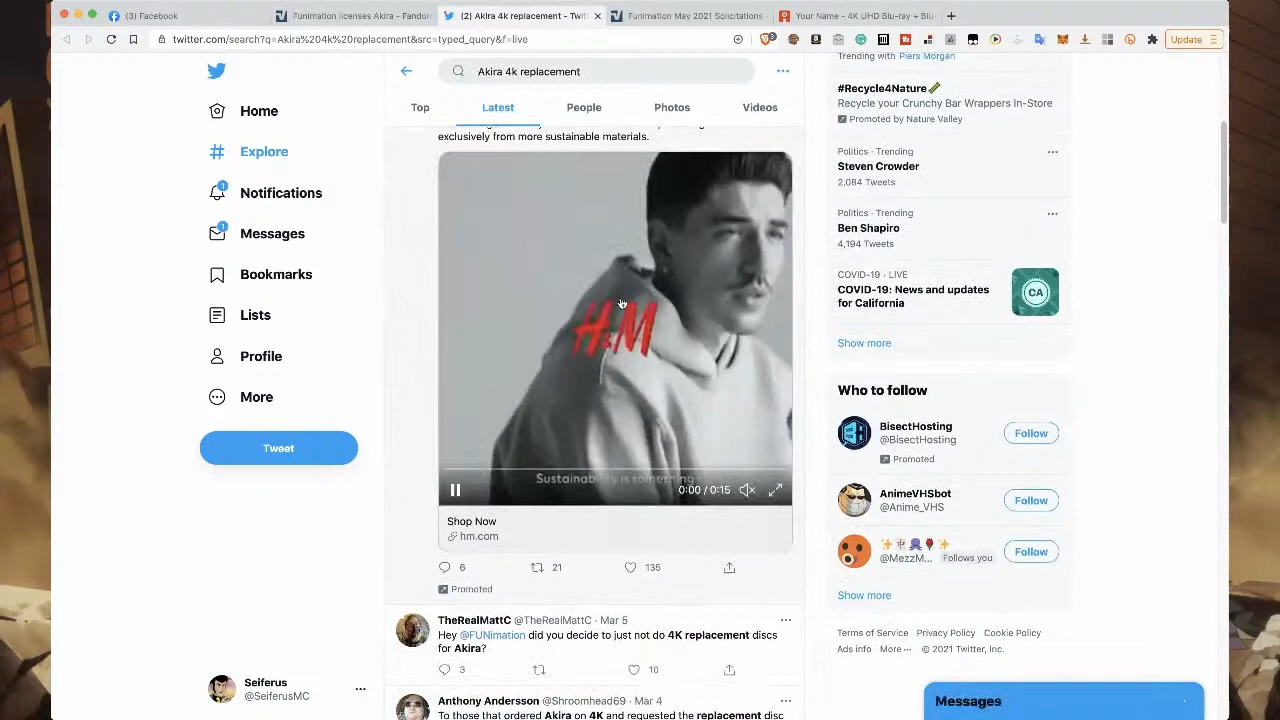 (3) Facebook
Funimation licenses Akira - Fandom
(2) Akira 4k replacement - Twit
Funimation May 2021 Solicitations -
Your Name - 4K UHD Blu-ray + Blu-
twitter.com/search?q=Akira%204k%20replacement&src=typed_query&f=live
Update
Akira 4k replacement
Top
Latest
People
Photos
Videos
Home
Explore
Notifications
Messages
Bookmarks
Lists
Profile
More
Tweet
Seiferus
@SeiferusMC
exclusively from more sustainable materials.
H&M
Sustainability is something
0:00 / 0:15
Shop Now
hm.com
6
21
135
Promoted
TheRealMattC @TheRealMattC · Mar 5
Hey @FUNimation did you decide to just not do 4K replacement discs
for Akira?
3
10
Anthony Andersson @Shroomhead69 · Mar 4
To those that ordered Akira on 4K and requested the replacement disc
Trending with Piers Morgan
#Recycle4Nature
Recycle your Crunchy Bar Wrappers In-Store
Promoted by Nature Valley
Politics · Trending
Steven Crowder
2,084 Tweets
Politics · Trending
Ben Shapiro
4,194 Tweets
COVID-19 · LIVE
COVID-19: News and updates
for California
CA
Show more
Who to follow
BisectHosting
@BisectHosting
Promoted
Follow
AnimeVHSbot
@Anime_VHS
Follow
@MezzM... Follows you
Follow
Show more
Terms of Service Privacy Policy Cookie Policy
Ads info More ··· © 2021 Twitter, Inc.
Messages